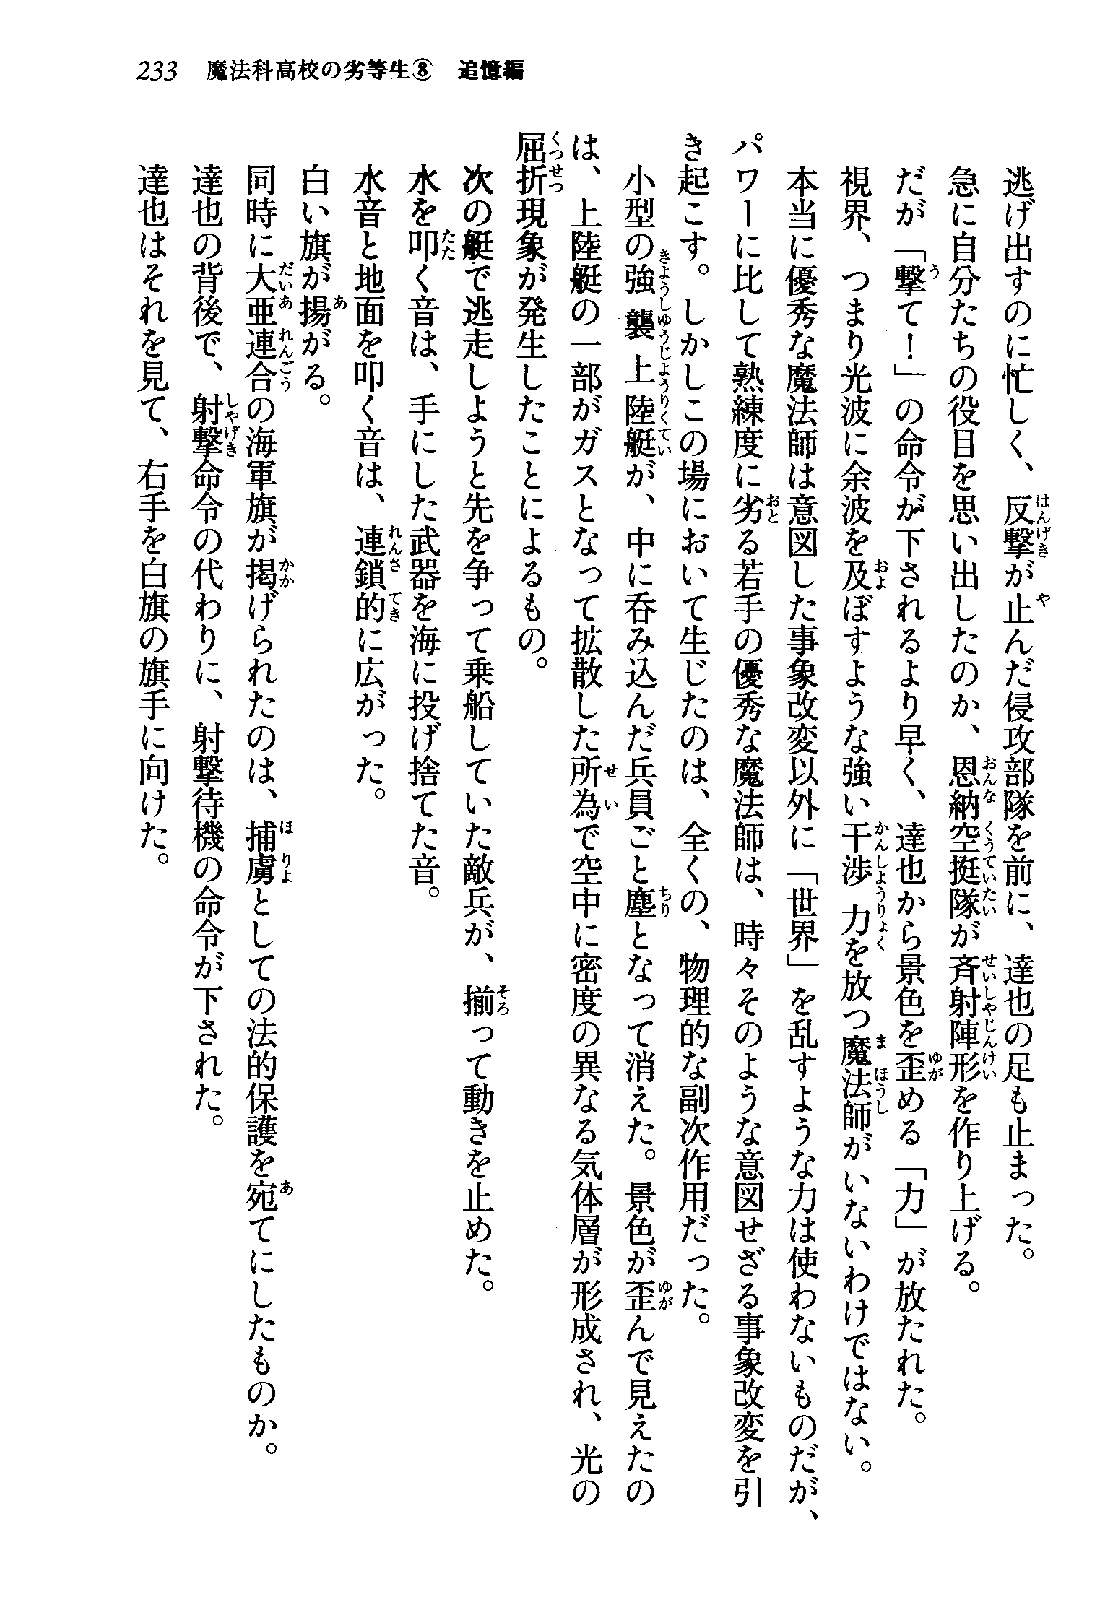 233　魔法科高校の劣等生⑧　追憶編
逃げ出すのに忙しく、反撃が止んだ侵攻部隊を前に、達也の足も止まった。
急に自分たちの役目を思い出したのか、恩納空挺隊が斉射陣形を作り上げる。
だが「撃て！」の命令が下されるより早く、達也から景色を歪める「力」が放たれた。
視界、つまり光波に余波を及ぼすような強い干渉力を放つ魔法師がいないわけではない。
本当に優秀な魔法師は意図した事象改変以外に「世界」を乱すような力は使わないものだが、
パワーに比して熟練度に劣る若手の優秀な魔法師は、時々そのような意図せざる事象改変を引
き起こす。しかしこの場において生じたのは、全くの、物理的な副次作用だった。
小型の強襲上陸艇が、中に呑み込んだ兵員ごと塵となって消えた。景色が歪んで見えたの
は、上陸艇の一部がガスとなって拡散した所為で空中に密度の異なる気体層が形成され、光の
屈折現象が発生したことによるもの。
次の艇で逃走しようと先を争って乗船していた敵兵が、揃って動きを止めた。
水を叩く音は、手にした武器を海に投げ捨てた音。
水音と地面を叩く音は、連鎖的に広がった。
白い旗が揚がる。
同時に大亜連合の海軍旗が掲げられたのは、捕虜としての法的保護を宛てにしたものか。
達也の背後で、射撃命令の代わりに、射撃待機の命令が下された。
達也はそれを見て、右手を白旗の旗手に向けた。